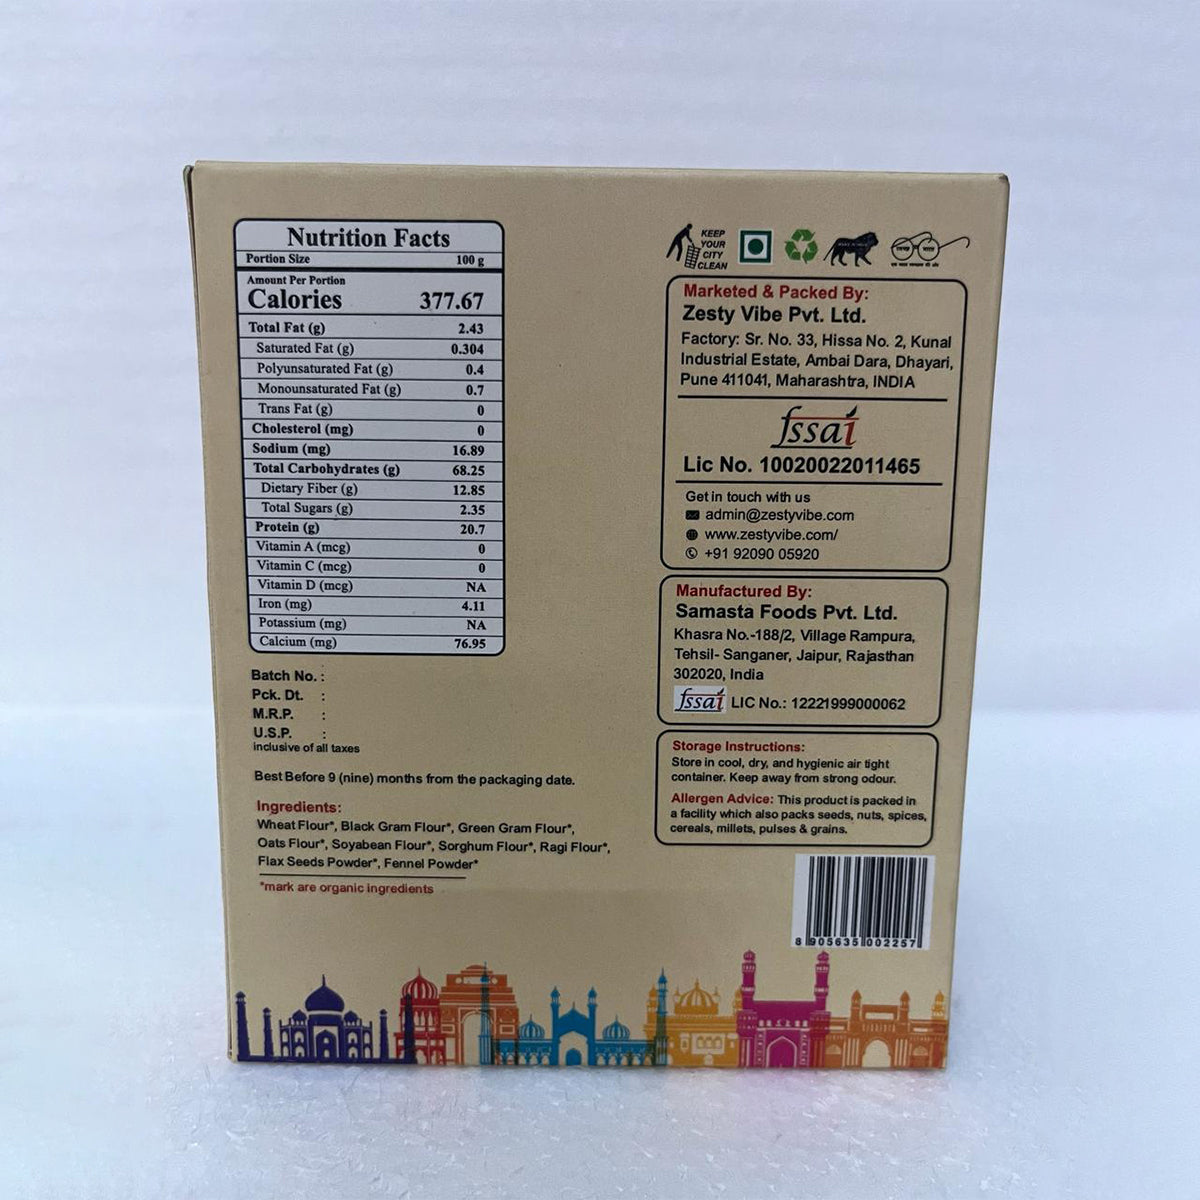 Nutrition Facts
Portion Size 100 g
Amount Per Portion
Calories 377.67
Total Fat (g) 2.43
Saturated Fat (g) 0.304
Polyunsaturated Fat (g) 0.4
Monounsaturated Fat (g) 0.7
Trans Fat (g) 0
Cholesterol (mg) 0
Sodium (mg) 16.89
Total Carbohydrates (g) 68.25
Dietary Fiber (g) 12.85
Total Sugars (g) 2.35
Protein (g) 20.7
Vitamin A (mcg) 0
Vitamin C (mcg) 0
Vitamin D (mcg) NA
Iron (mg) 4.11
Potassium (mg) NA
Calcium (mg) 76.95
Batch No. :
Pck. Dt. :
M.R.P. :
U.S.P. :
inclusive of all taxes
Best Before 9 (nine) months from the packaging date.
Ingredients:
Wheat Flour*, Black Gram Flour*, Green Gram Flour*,
Oats Flour*, Soyabean Flour*, Sorghum Flour*, Ragi Flour*,
Flax Seeds Powder*, Fennel Powder*
*mark are organic ingredients
KEEP
YOUR
CITY
CLEAN
Marketed & Packed By:
Zesty Vibe Pvt. Ltd.
Factory: Sr. No. 33, Hissa No. 2, Kunal
Industrial Estate, Ambai Dara, Dhayari,
Pune 411041, Maharashtra, INDIA
fssai
Lic No. 10020022011465
Get in touch with us
admin@zestyvibe.com
www.zestyvibe.com/
+91 92090 05920
Manufactured By:
Samasta Foods Pvt. Ltd.
Khasra No.-188/2, Village Rampura,
Tehsil- Sanganer, Jaipur, Rajasthan
302020, India
fssai LIC No.: 12221999000062
Storage Instructions:
Store in cool, dry, and hygienic air tight
container. Keep away from strong odour.
Allergen Advice: This product is packed in
a facility which also packs seeds, nuts, spices,
cereals, millets, pulses & grains.
8 905635 002257